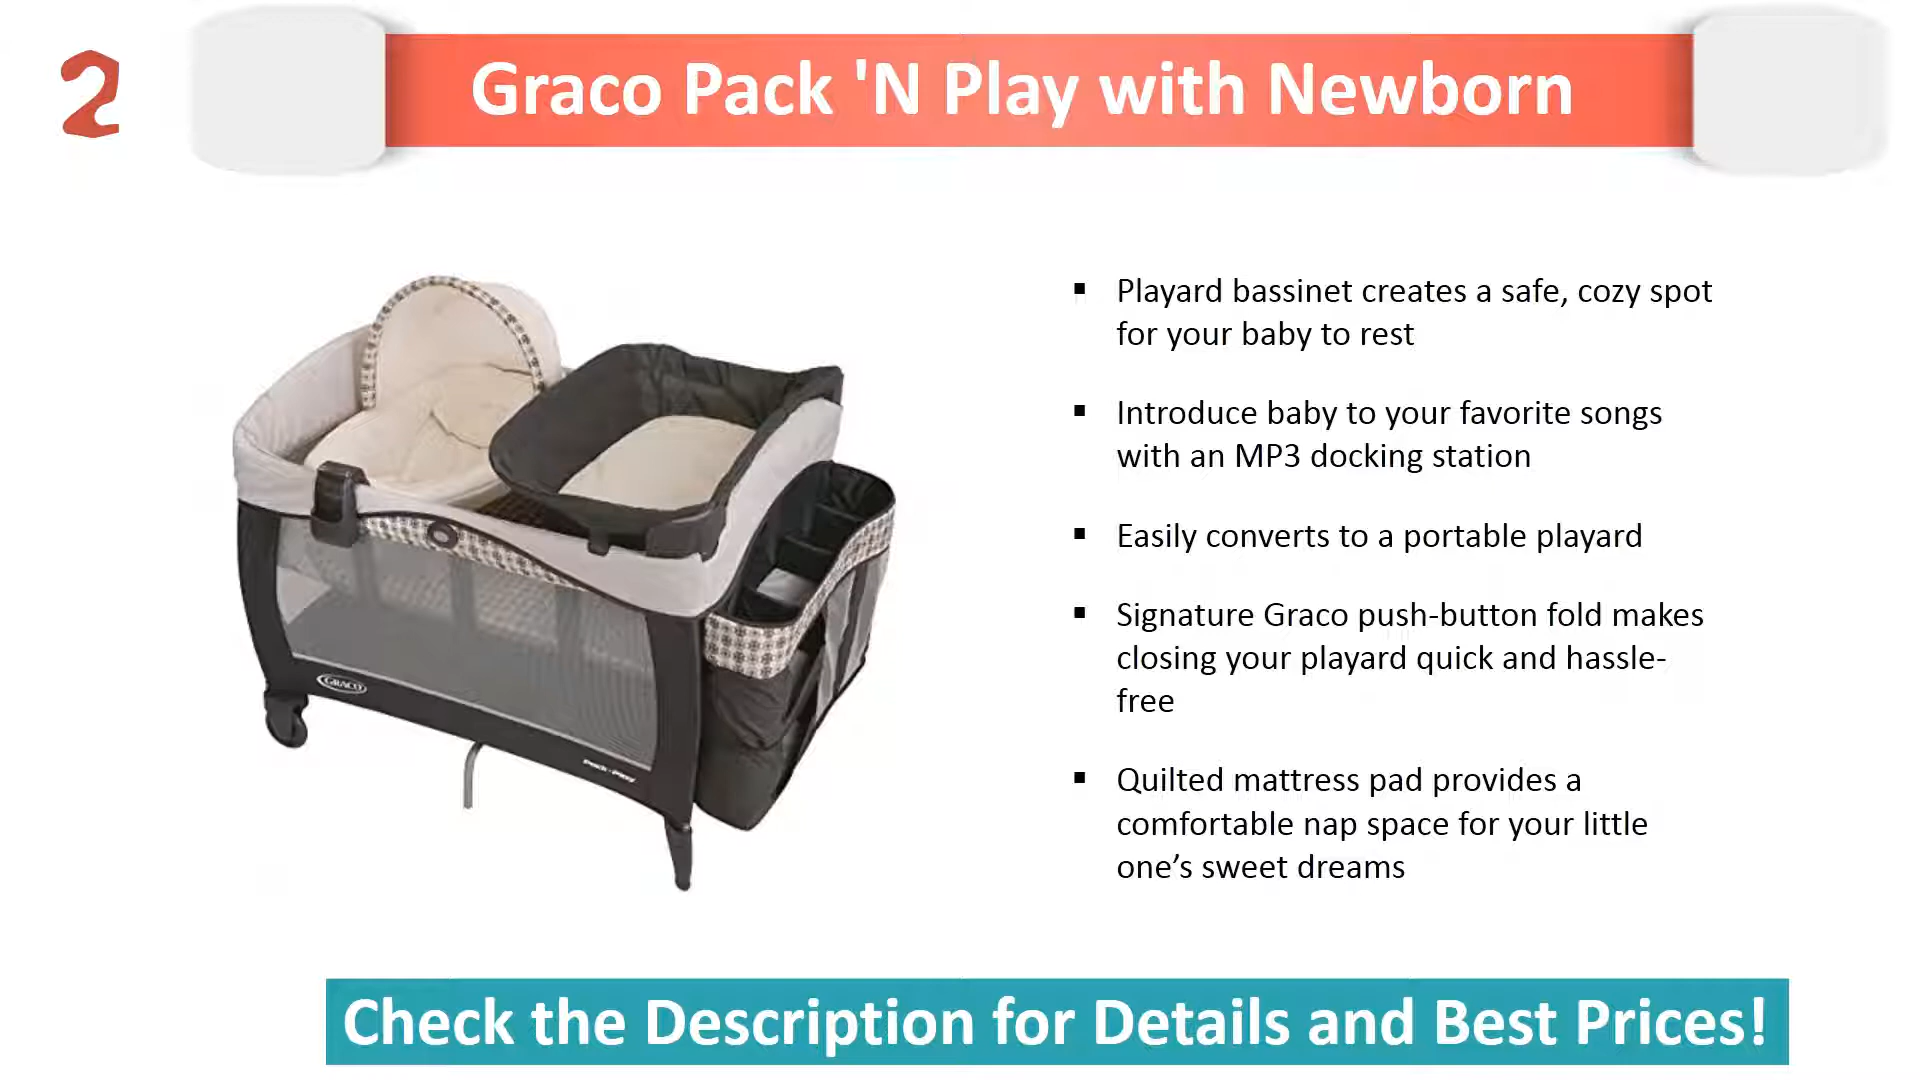 2
Graco Pack 'N Play with Newborn
▪ Playard bassinet creates a safe, cozy spot
for your baby to rest
▪ Introduce baby to your favorite songs
with an MP3 docking station
▪ Easily converts to a portable playard
▪ Signature Graco push-button fold makes
closing your playard quick and hassle-
free
▪ Quilted mattress pad provides a
comfortable nap space for your little
one’s sweet dreams
GRACO
Pack 'n Play
Check the Description for Details and Best Prices!